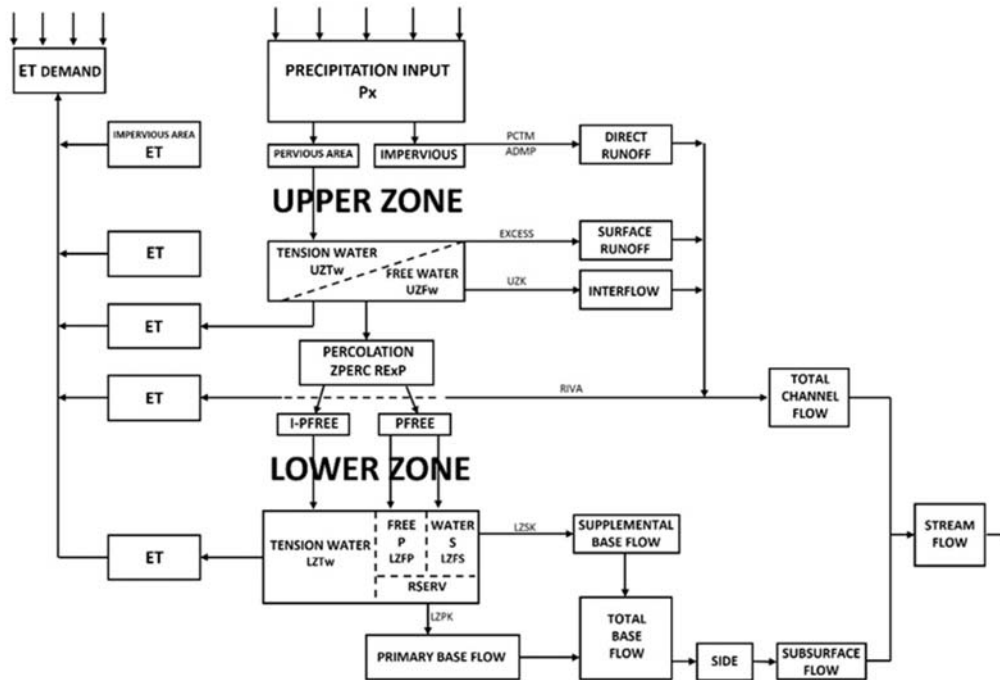 ET DEMAND
PRECIPITATION INPUT
Px
IMPERVIOUS AREA
ET
PERVIOUS AREA
IMPERVIOUS
PCTM
ADMP
DIRECT
RUNOFF
UPPER ZONE
ET
TENSION WATER
UZTw
FREE WATER
UZFw
EXCESS
SURFACE
RUNOFF
UZK
INTERFLOW
ET
PERCOLATION
ZPERC RExP
ET
RIVA
TOTAL
CHANNEL
FLOW
I-PFREE
PFREE
LOWER ZONE
ET
TENSION WATER
LZTw
FREE
P
LZFP
WATER
S
LZFS
RSERV
LZSK
SUPPLEMENTAL
BASE FLOW
STREAM
FLOW
LZPK
PRIMARY BASE FLOW
TOTAL
BASE
FLOW
SIDE
SUBSURFACE
FLOW